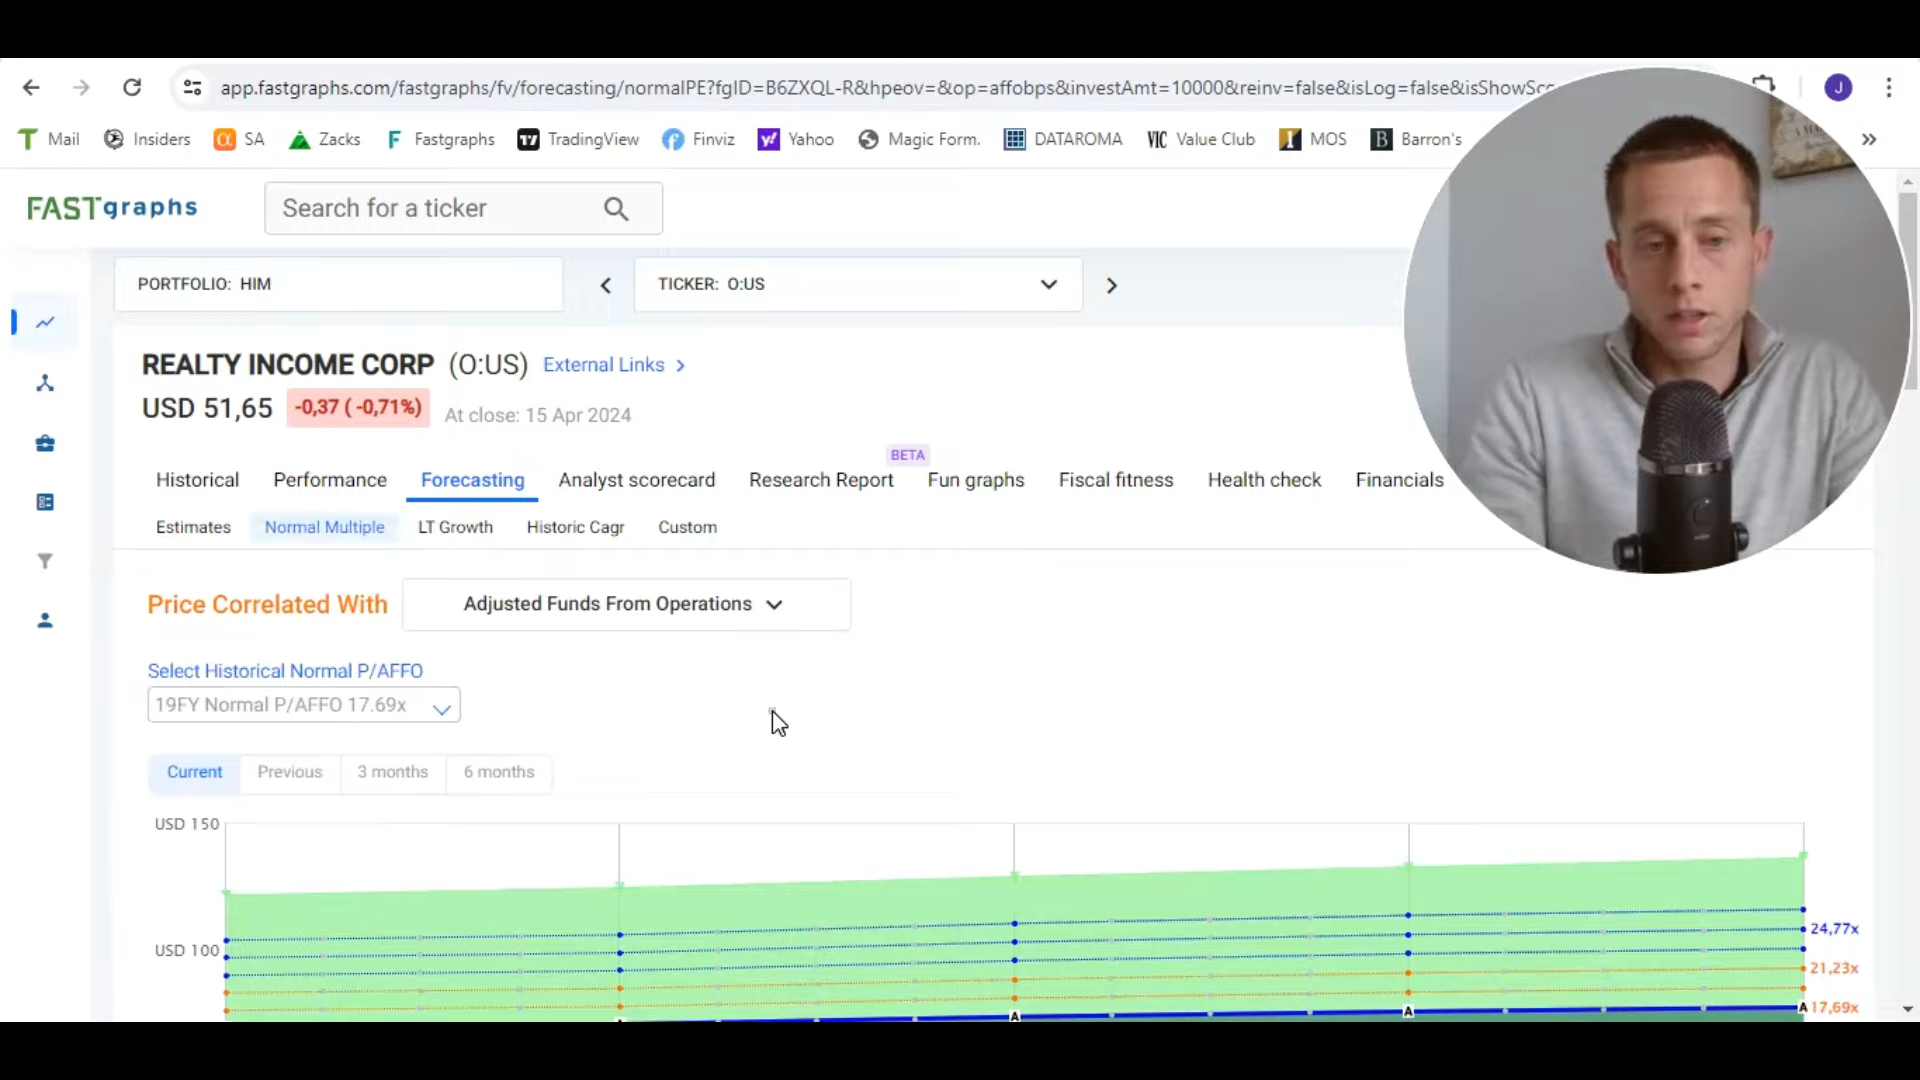 app.fastgraphs.com/fastgraphs/fv/forecasting/normalPE?fgID=B6ZXQL-R&hpeov=&op=affobps&investAmt=10000&reinv=false&isLog=false&isShowSco
J
Mail Insiders SA Zacks Fastgraphs TradingView Finviz Yahoo Magic Form. DATAROMA VIC Value Club MOS Barron's »
FASTgraphs Search for a ticker
PORTFOLIO: HIM TICKER: O:US
REALTY INCOME CORP (O:US) External Links
USD 51,65 -0,37 ( -0,71%) At close: 15 Apr 2024
BETA
Historical Performance Forecasting Analyst scorecard Research Report Fun graphs Fiscal fitness Health check Financials
Estimates Normal Multiple LT Growth Historic Cagr Custom
Price Correlated With Adjusted Funds From Operations
Select Historical Normal P/AFFO
19FY Normal P/AFFO 17.69x
Current Previous 3 months 6 months
USD 150
24,77x
USD 100
21,23x
A A A 17,69x